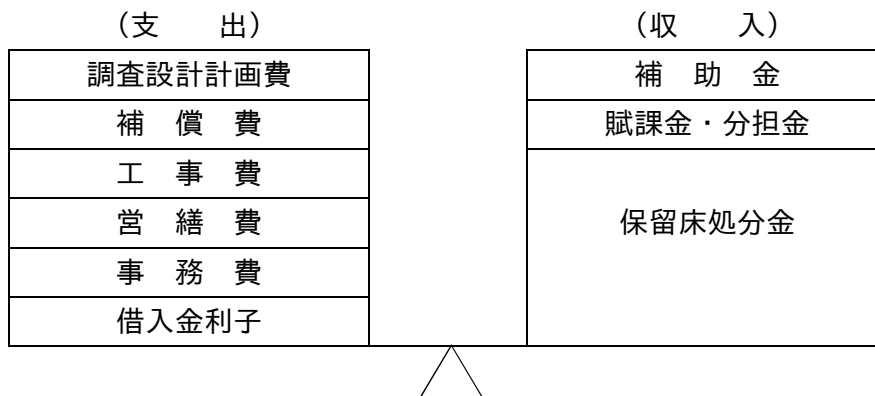 （支　　出）
調査設計計画費
補　償　費
工　事　費
営　繕　費
事　務　費
借入金利子
（収　　入）
補　助　金
賦課金・分担金
保留床処分金